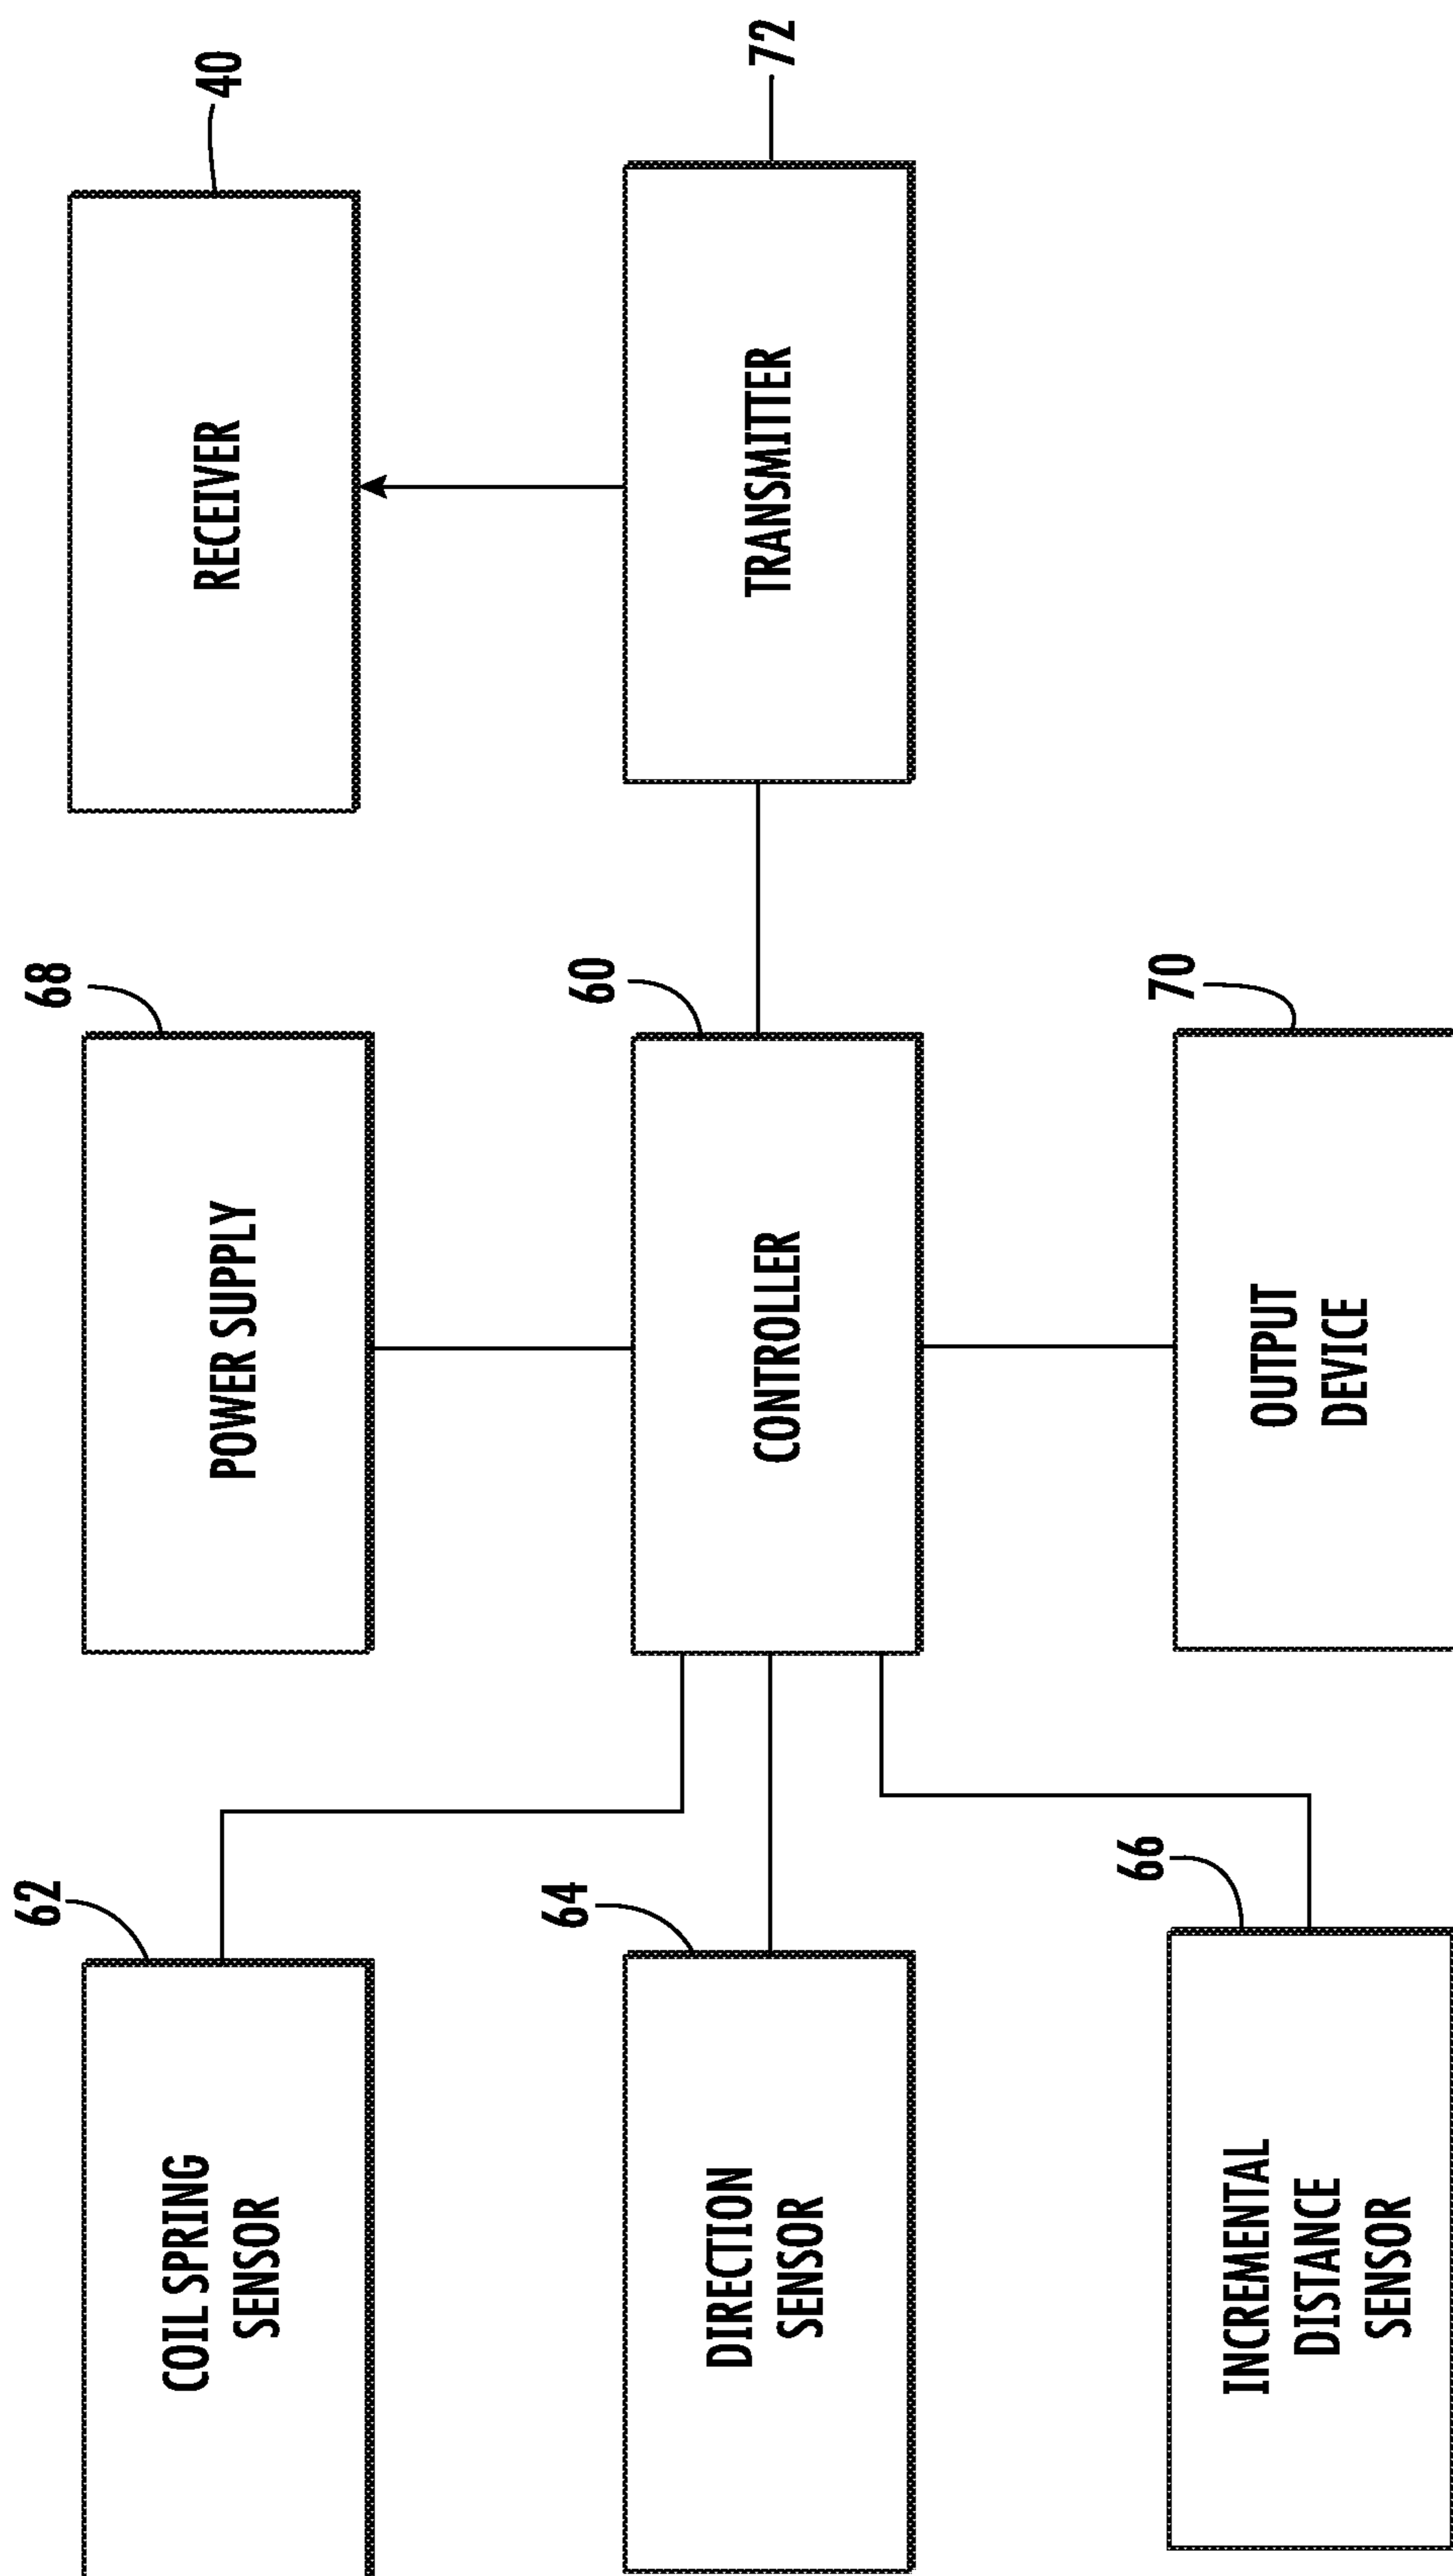 62
COIL SPRING
SENSOR
68
POWER SUPPLY
40
RECEIVER
64
DIRECTION
SENSOR
60
CONTROLLER
72
TRANSMITTER
66
INCREMENTAL
DISTANCE
SENSOR
70
OUTPUT
DEVICE